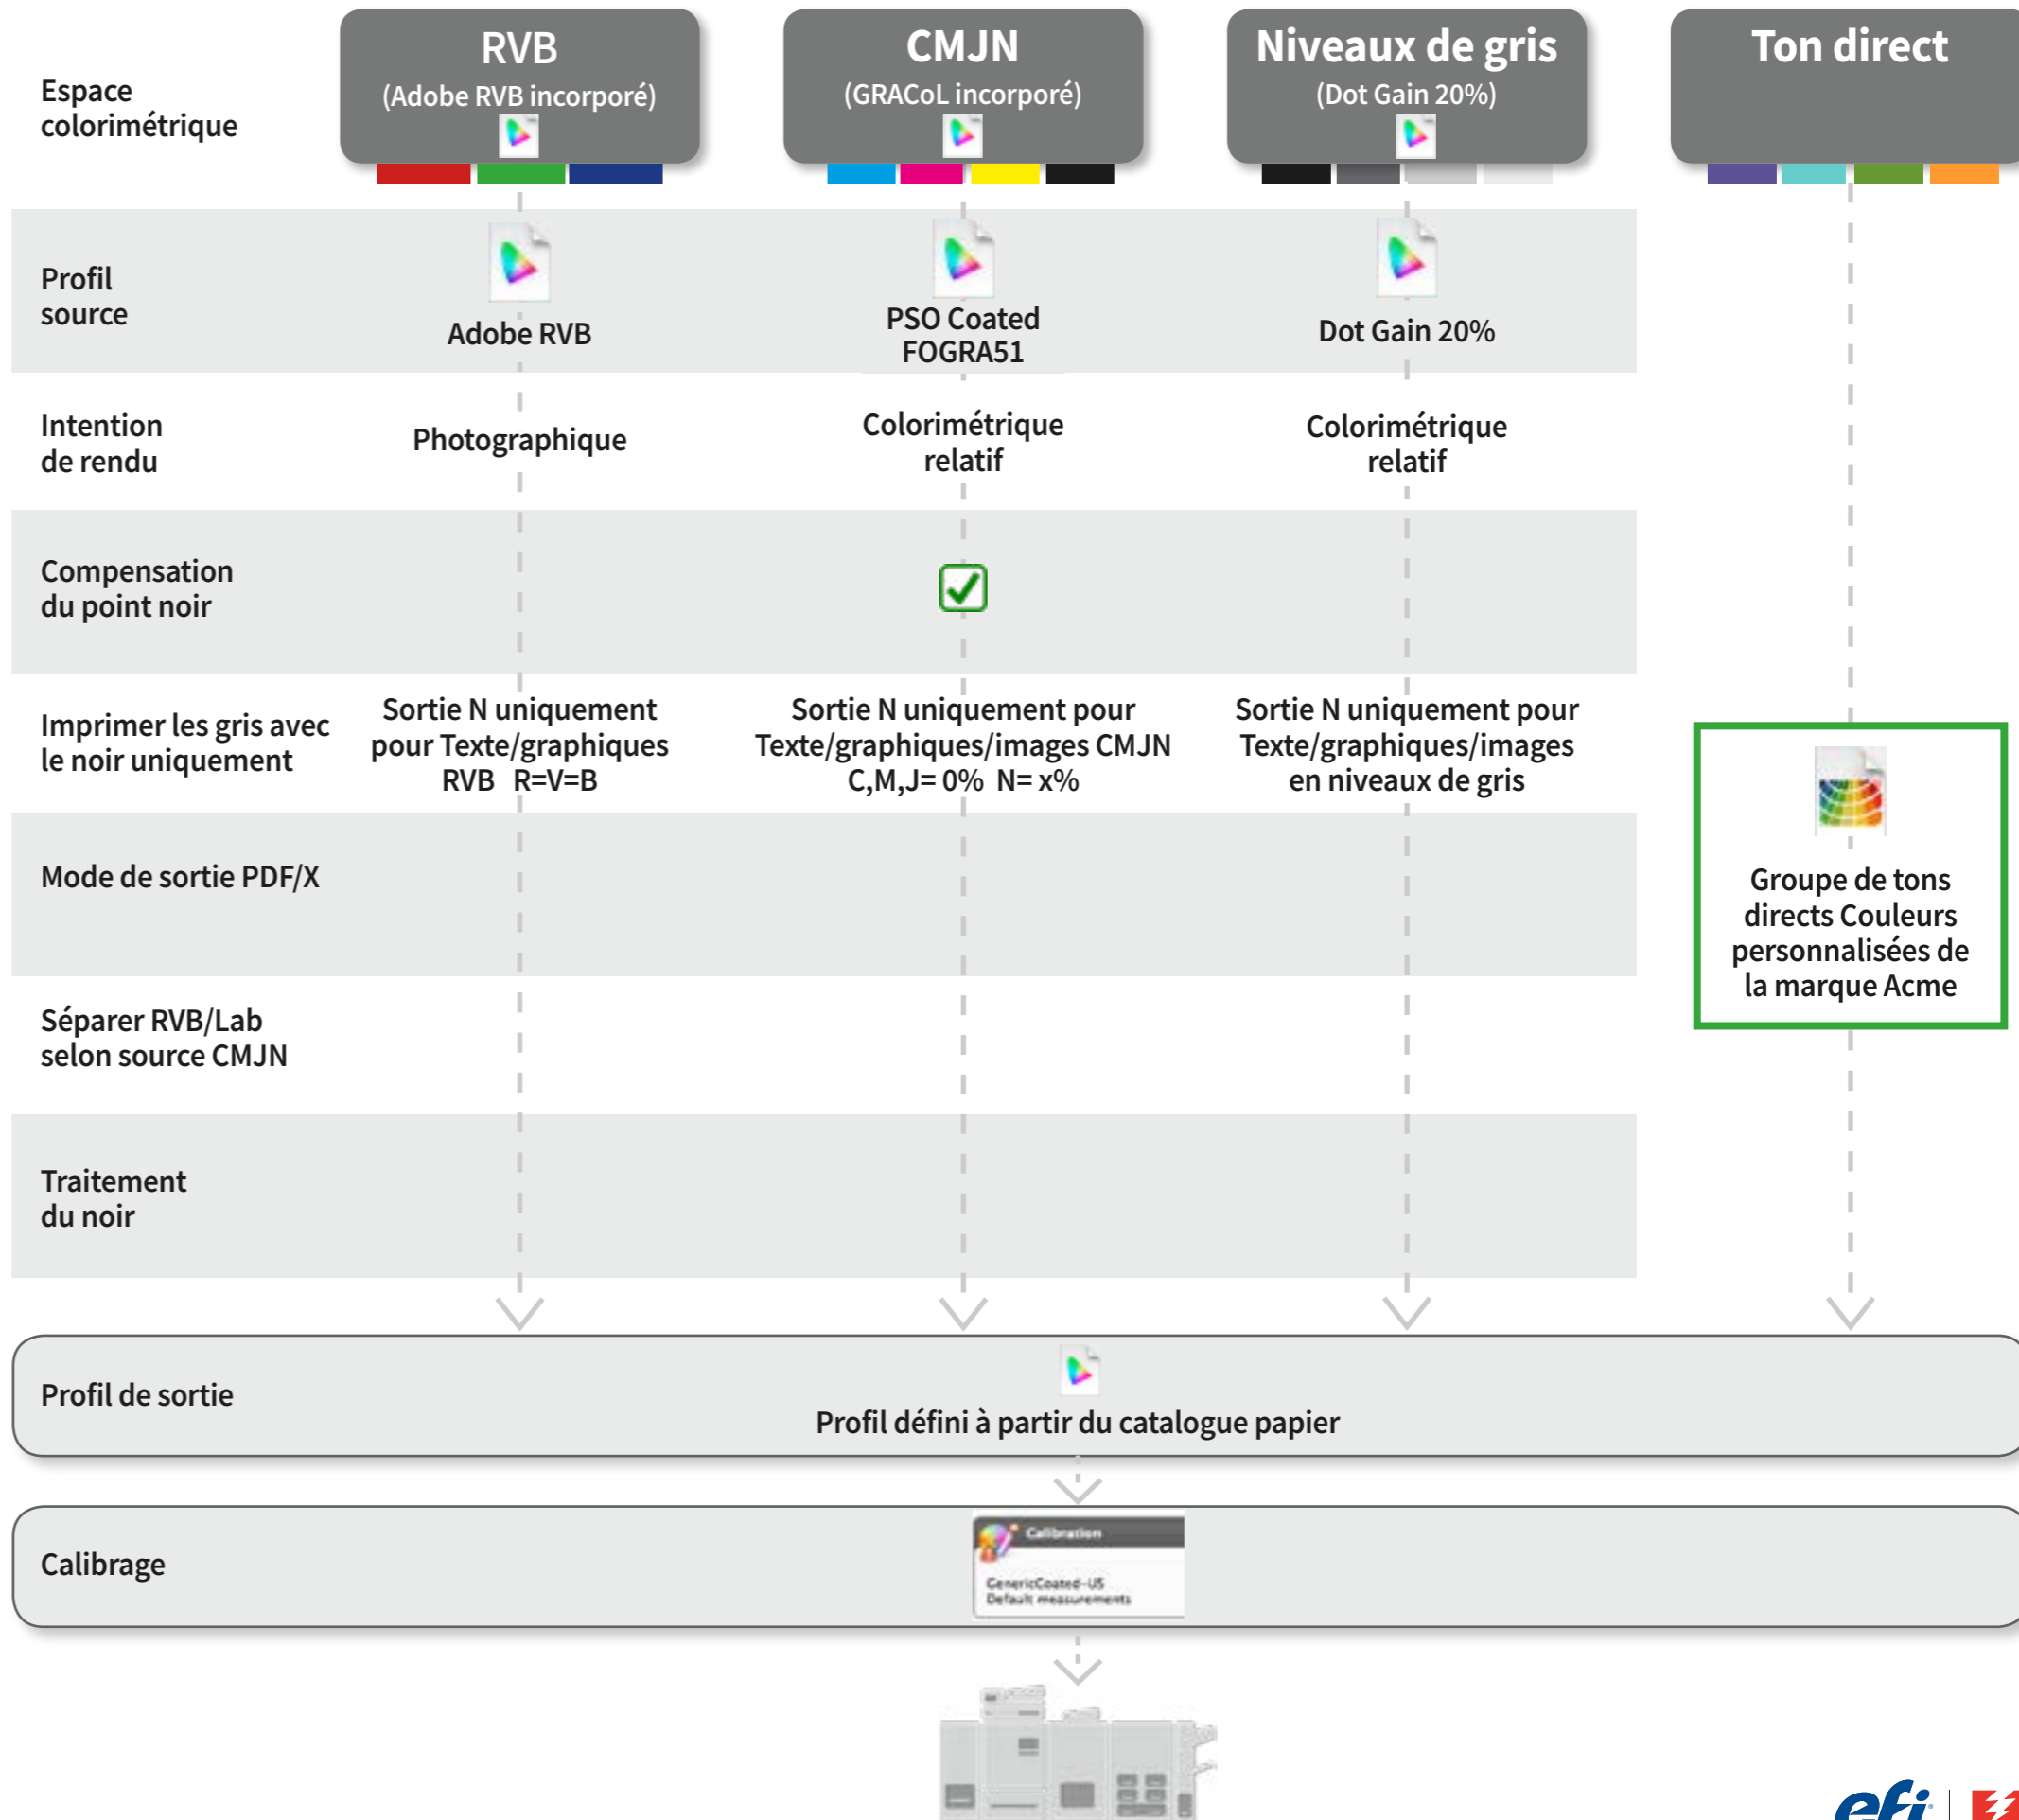 Espace
colorimétrique
RVB
(Adobe RVB incorporé)
CMJN
(GRACoL incorporé)
Niveaux de gris
(Dot Gain 20%)
Ton direct
Profil
source
Adobe RVB
PSO Coated
FOGRA51
Dot Gain 20%
Intention
de rendu
Photographique
Colorimétrique
relatif
Colorimétrique
relatif
Compensation
du point noir
Imprimer les gris avec
le noir uniquement
Sortie N uniquement
pour Texte/graphiques
RVB R=V=B
Sortie N uniquement pour
Texte/graphiques/images CMJN
C,M,J= 0% N= x%
Sortie N uniquement pour
Texte/graphiques/images
en niveaux de gris
Mode de sortie PDF/X
Groupe de tons
directs Couleurs
personnalisées de
la marque Acme
Séparer RVB/Lab
selon source CMJN
Traitement
du noir
Profil de sortie
Profil défini à partir du catalogue papier
Calibrage
Calibration
GenericCoated-US
Default measurements
efi